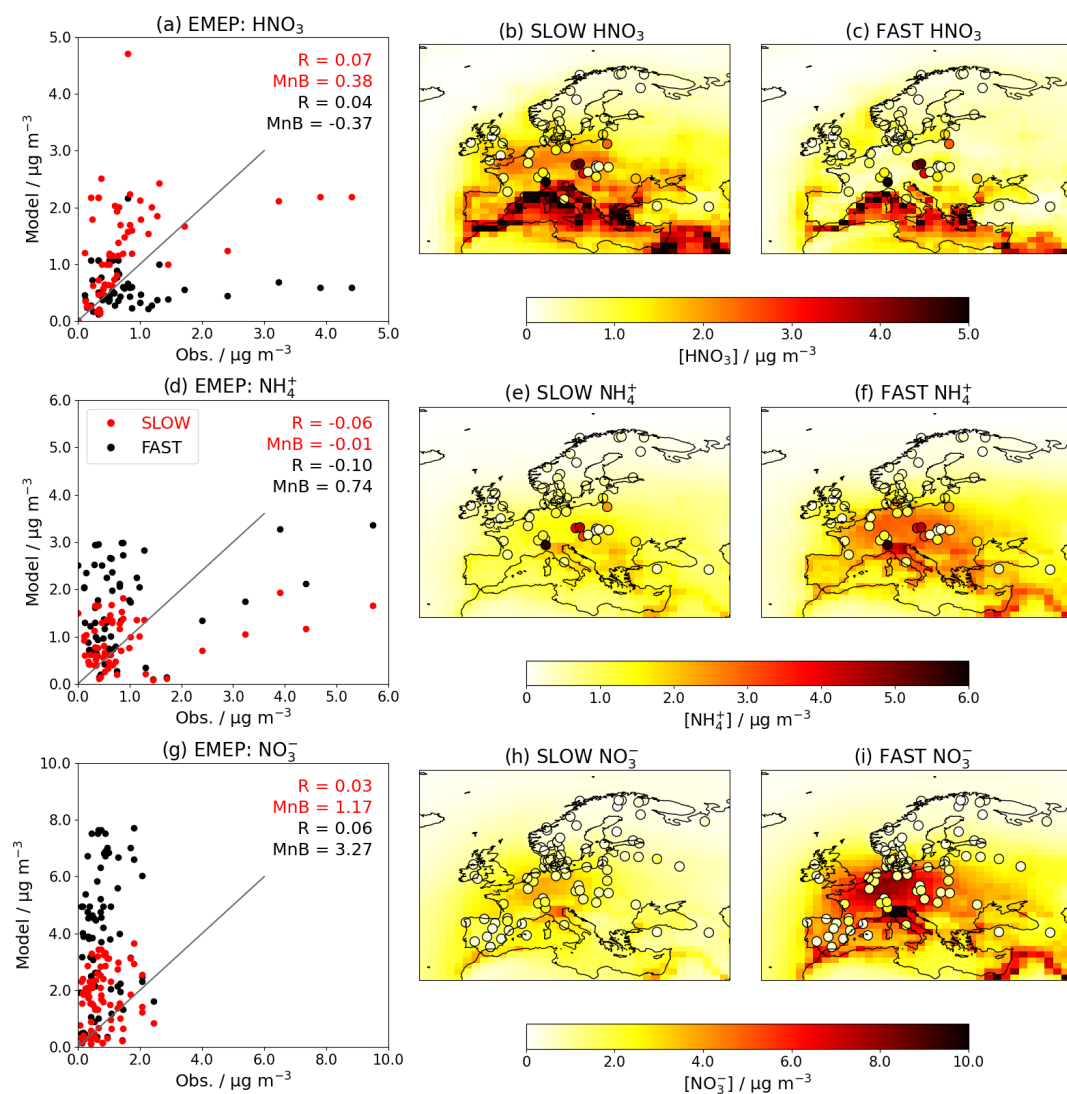 (a) EMEP: HNO₃
(b) SLOW HNO₃
(c) FAST HNO₃
5.0
4.0
3.0
2.0
1.0
0.0
Model / μg m⁻³
R = 0.07
MnB = 0.38
R = 0.04
MnB = -0.37
0.0 1.0 2.0 3.0 4.0 5.0
Obs. / μg m⁻³
0 1.0 2.0 3.0 4.0 5.0
[HNO₃] / μg m⁻³
(d) EMEP: NH₄⁺
(e) SLOW NH₄⁺
(f) FAST NH₄⁺
6.0
5.0
4.0
3.0
2.0
1.0
0.0
Model / μg m⁻³
SLOW
FAST
R = -0.06
MnB = -0.01
R = -0.10
MnB = 0.74
0.0 1.0 2.0 3.0 4.0 5.0 6.0
Obs. / μg m⁻³
0 1.0 2.0 3.0 4.0 5.0 6.0
[NH₄⁺] / μg m⁻³
(g) EMEP: NO₃⁻
(h) SLOW NO₃⁻
(i) FAST NO₃⁻
10.0
8.0
6.0
4.0
2.0
0.0
Model / μg m⁻³
R = 0.03
MnB = 1.17
R = 0.06
MnB = 3.27
0.0 2.0 4.0 6.0 8.0 10.0
Obs. / μg m⁻³
0 2.0 4.0 6.0 8.0 10.0
[NO₃⁻] / μg m⁻³